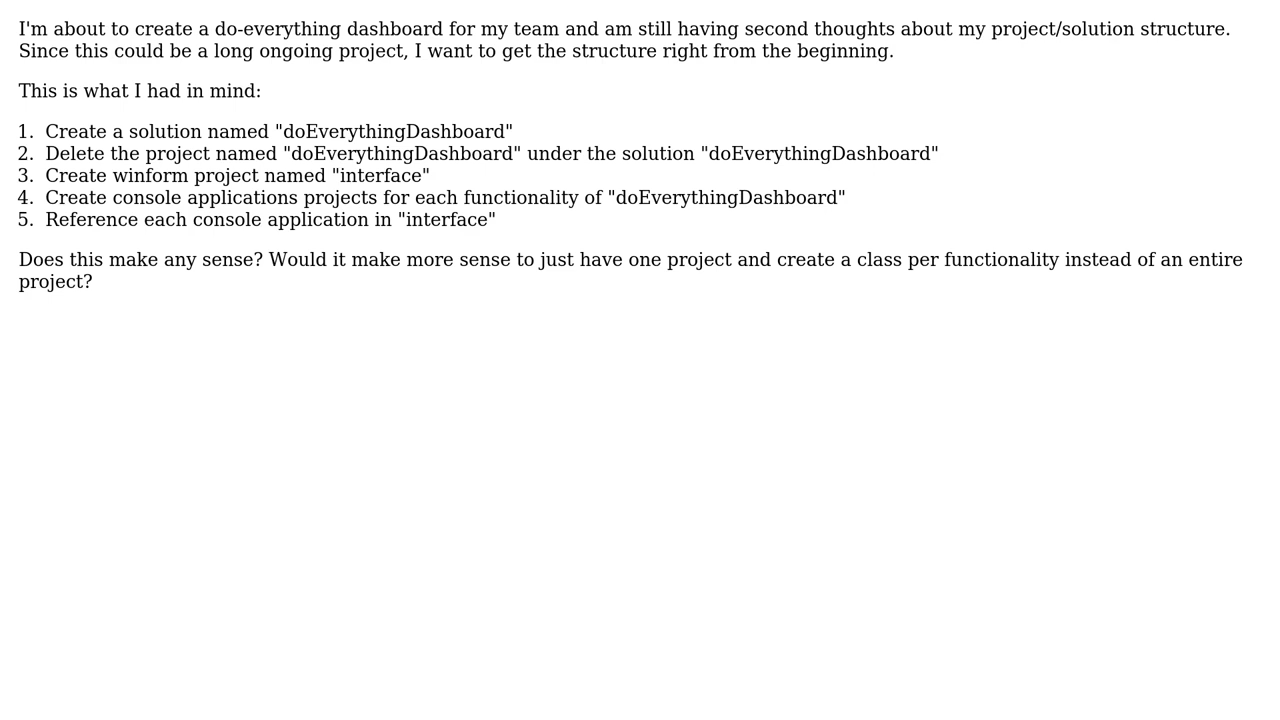 I'm about to create a do-everything dashboard for my team and am still having second thoughts about my project/solution structure.
Since this could be a long ongoing project, I want to get the structure right from the beginning.
This is what I had in mind:
1. Create a solution named "doEverythingDashboard"
2. Delete the project named "doEverythingDashboard" under the solution "doEverythingDashboard"
3. Create winform project named "interface"
4. Create console applications projects for each functionality of "doEverythingDashboard"
5. Reference each console application in "interface"
Does this make any sense? Would it make more sense to just have one project and create a class per functionality instead of an entire
project?